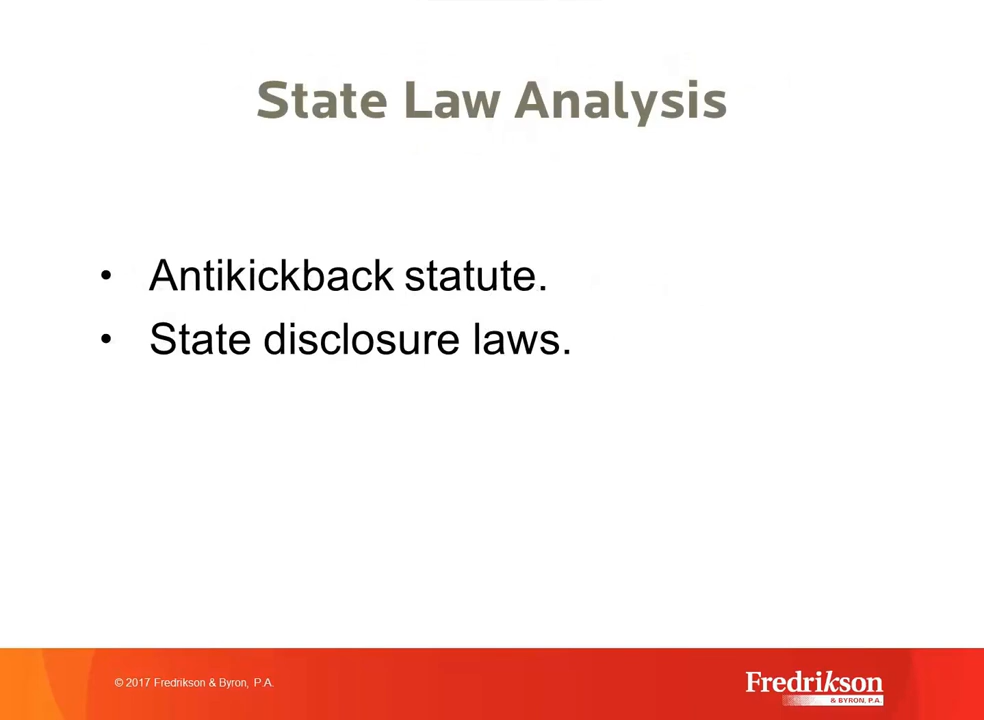 State Law Analysis
• Antikickback statute.
• State disclosure laws.
© 2017 Fredrikson & Byron, P.A.
Fredrikson
& BYRON, P.A.